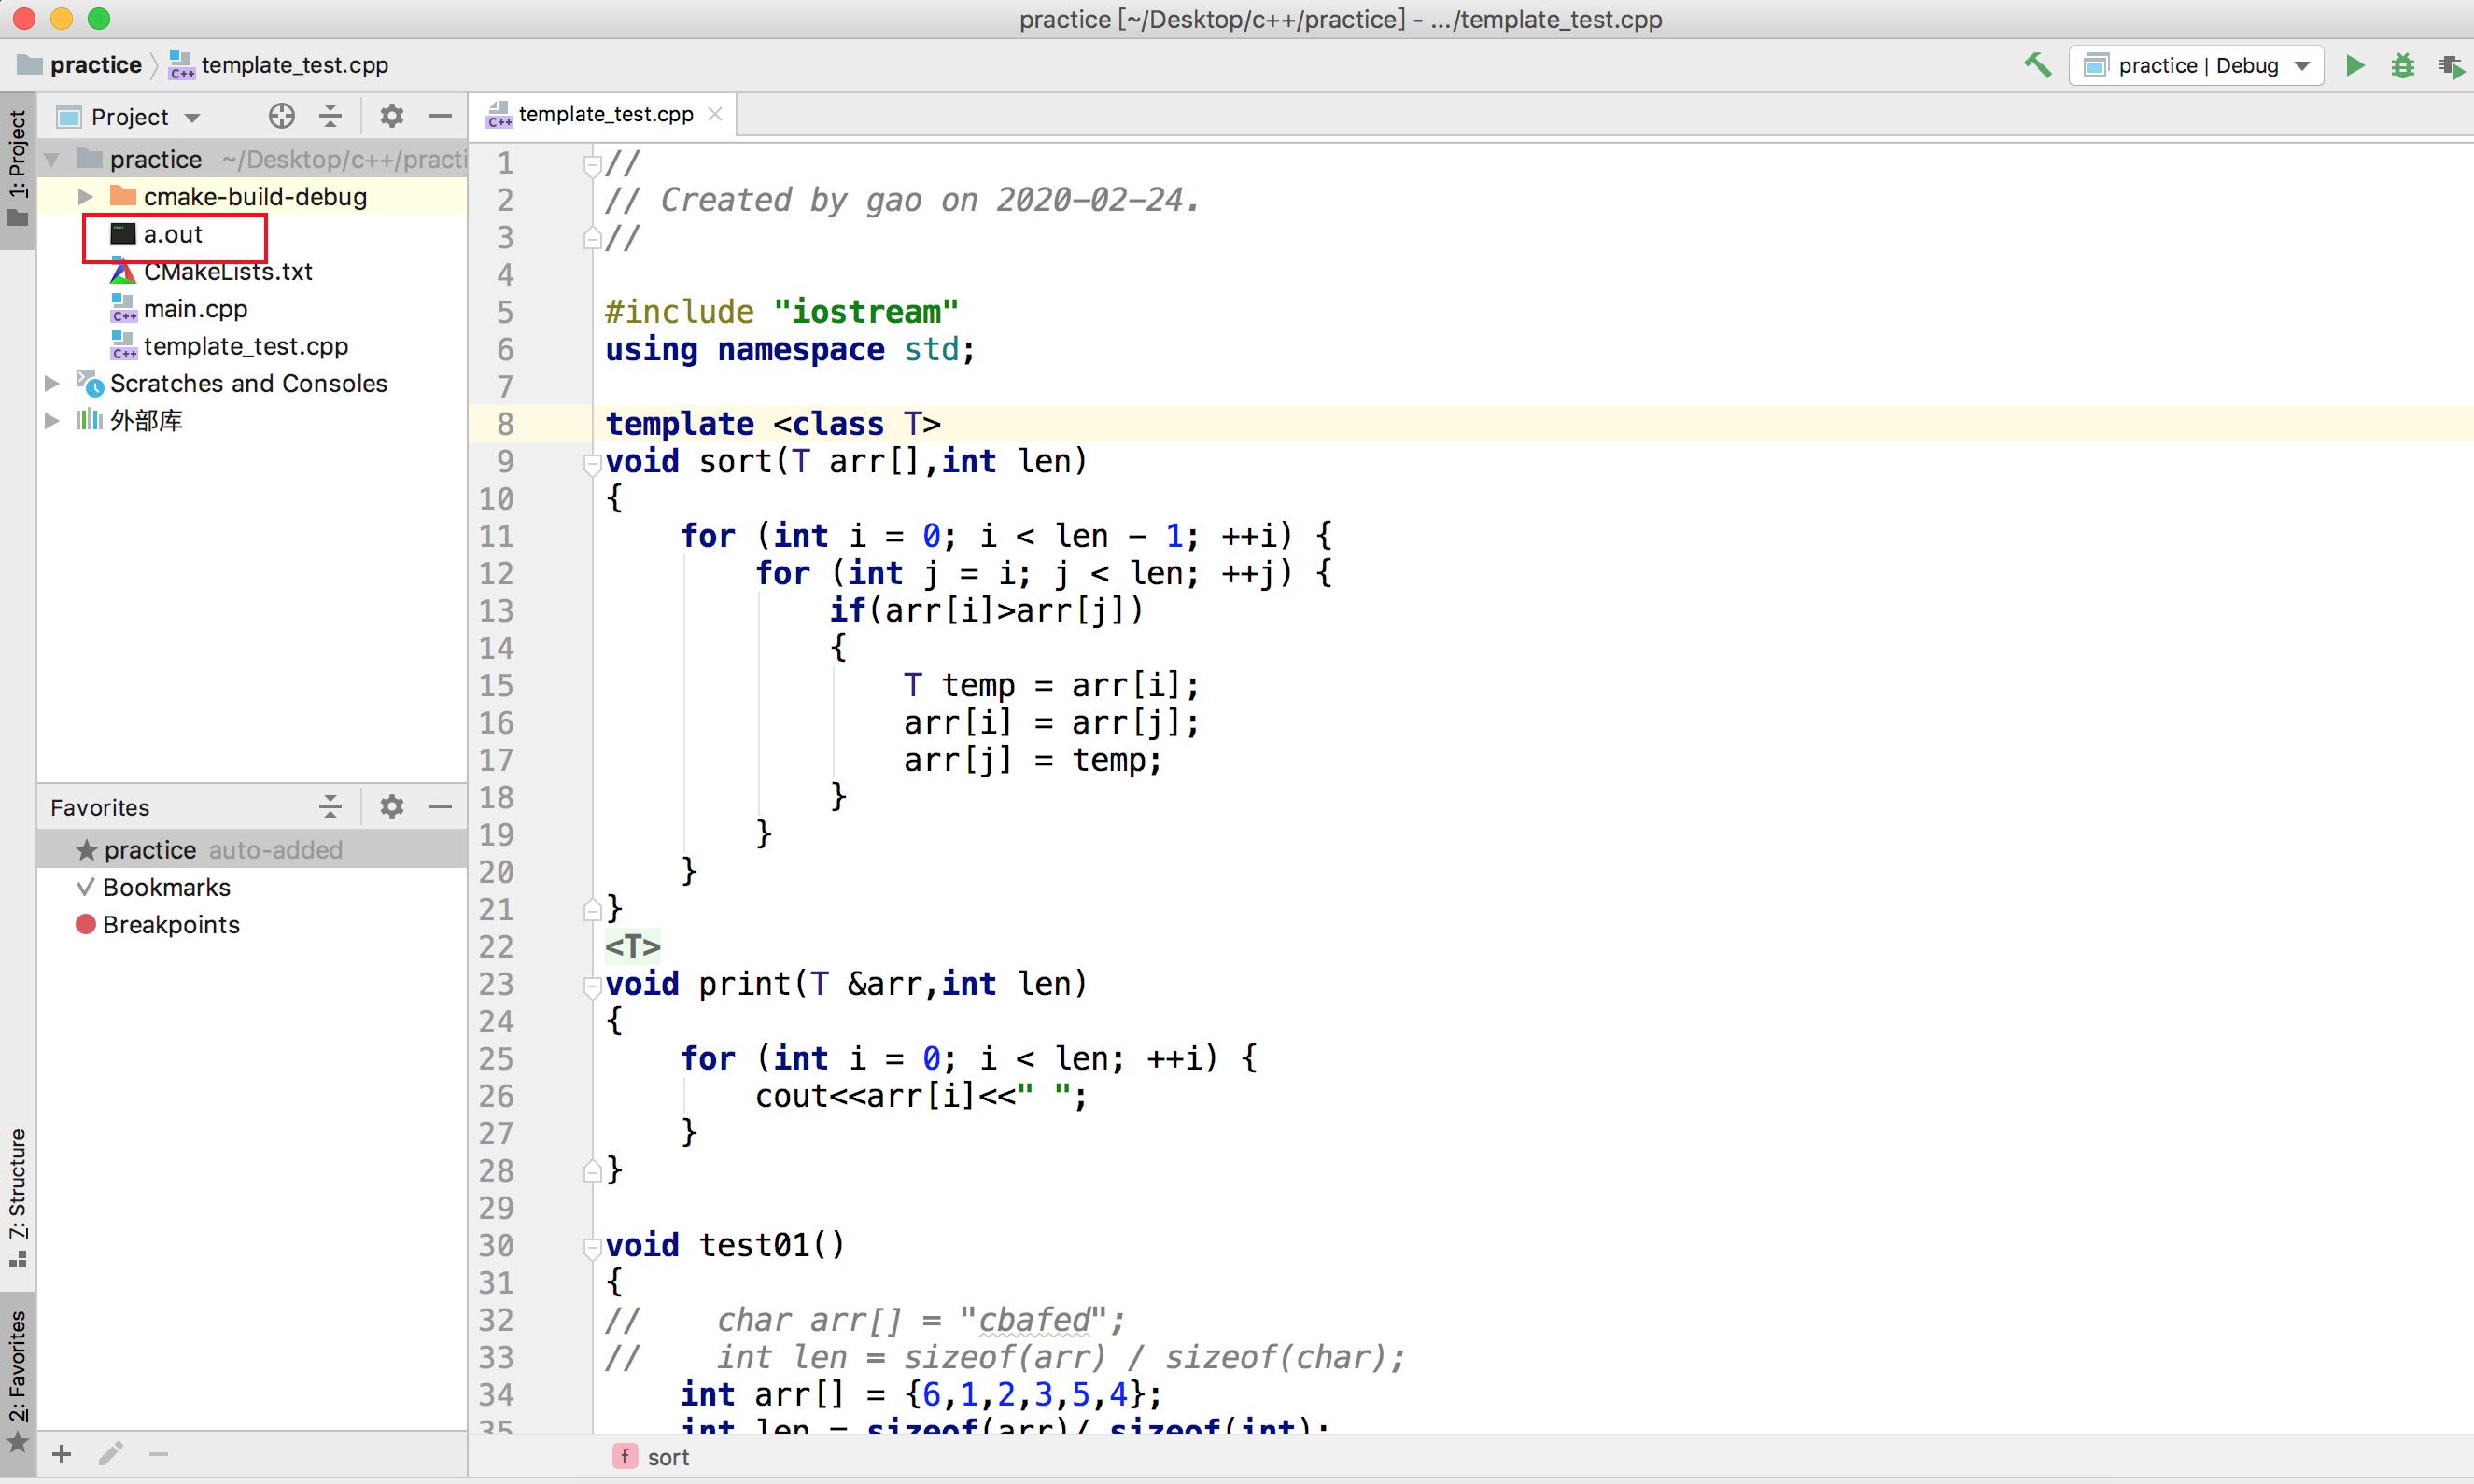 practice [~/Desktop/c++/practice] - .../template_test.cpp
practice template_test.cpp
practice | Debug
1: Project
Project
practice ~/Desktop/c++/practi
cmake-build-debug
a.out
CMakeLists.txt
main.cpp
template_test.cpp
Scratches and Consoles
外部库
Favorites
practice auto-added
Bookmarks
Breakpoints
7: Structure
2: Favorites
template_test.cpp
1 //
2 // Created by gao on 2020-02-24.
3 //
4
5 #include "iostream"
6 using namespace std;
7
8 template <class T>
9 void sort(T arr[],int len)
10 {
11 for (int i = 0; i < len - 1; ++i) {
12 for (int j = i; j < len; ++j) {
13 if(arr[i]>arr[j])
14 {
15 T temp = arr[i];
16 arr[i] = arr[j];
17 arr[j] = temp;
18 }
19 }
20 }
21 }
22 <T>
23 void print(T &arr,int len)
24 {
25 for (int i = 0; i < len; ++i) {
26 cout<<arr[i]<<" ";
27 }
28 }
29
30 void test01()
31 {
32 // char arr[] = "cbafed";
33 // int len = sizeof(arr) / sizeof(char);
34 int arr[] = {6,1,2,3,5,4};
35 int len = sizeof(arr)/ sizeof(int);
f sort